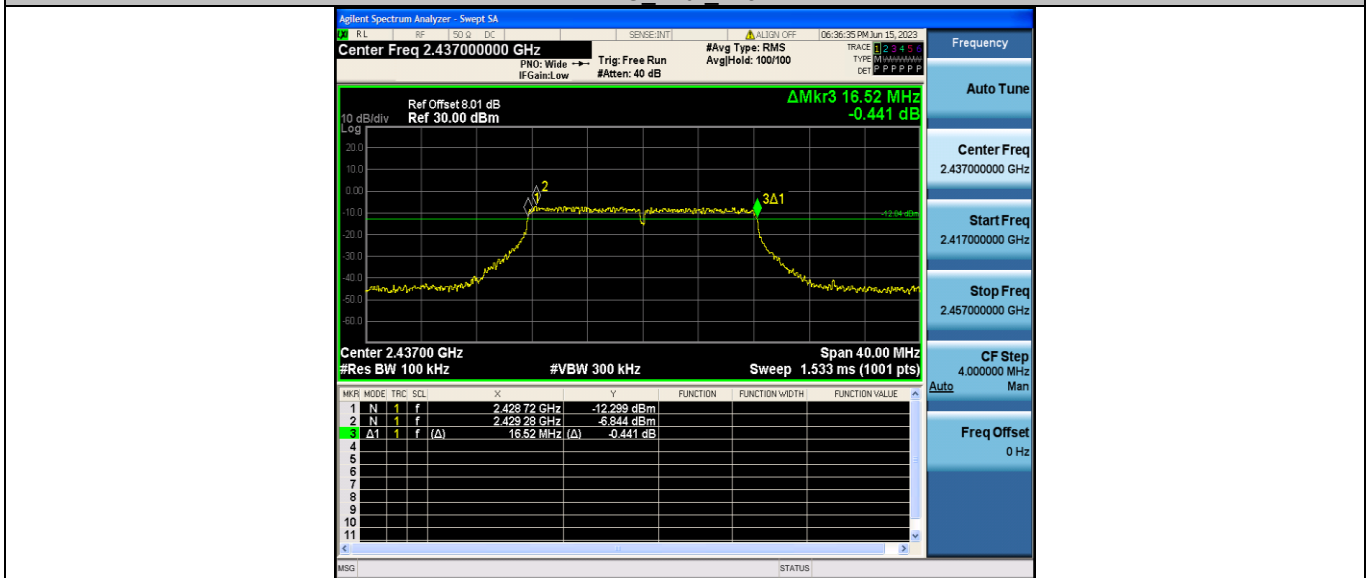 Agilent Spectrum Analyzer - Swept SA
RL RF 50 Ω DC SENSE:INT ALIGN OFF 06:36:35 PM Jun 15, 2023
Center Freq 2.437000000 GHz #Avg Type: RMS TRACE 1 2 3 4 5 6
PNO: Wide Trig: Free Run Avg|Hold: 100/100 TYPE M
IFGain:Low #Atten: 40 dB DET P P P P P P
ΔMkr3 16.52 MHz
-0.441 dB
Ref Offset 8.01 dB
10 dB/div Ref 30.00 dBm
Log
20.0
10.0
0.00
-10.0
-20.0
-30.0
-40.0
-50.0
-60.0
1
2
3Δ1
-12.84 dBm
Center 2.43700 GHz Span 40.00 MHz
#Res BW 100 kHz #VBW 300 kHz Sweep 1.533 ms (1001 pts)
MKR MODE TRC SCL X Y FUNCTION FUNCTION WIDTH FUNCTION VALUE
1 N 1 f 2.428 72 GHz -12.299 dBm
2 N 1 f 2.429 28 GHz -6.844 dBm
3 Δ1 1 f (Δ) 16.52 MHz (Δ) -0.441 dB
4
5
6
7
8
9
10
11
MSG STATUS
Frequency
Auto Tune
Center Freq
2.437000000 GHz
Start Freq
2.417000000 GHz
Stop Freq
2.457000000 GHz
CF Step
4.000000 MHz
Auto Man
Freq Offset
0 Hz